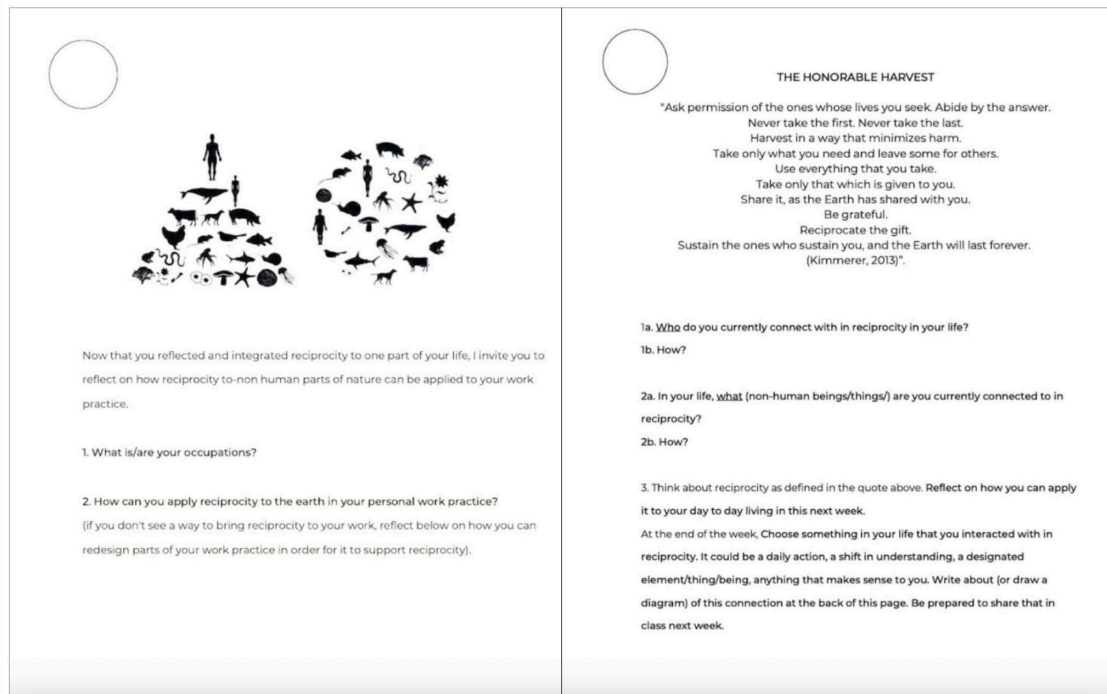 Now that you reflected and integrated reciprocity to one part of your life, I invite you to
reflect on how reciprocity to-non human parts of nature can be applied to your work
practice.
1. What is/are your occupations?
2. How can you apply reciprocity to the earth in your personal work practice?
(if you don't see a way to bring reciprocity to your work, reflect below on how you can
redesign parts of your work practice in order for it to support reciprocity).
THE HONORABLE HARVEST
"Ask permission of the ones whose lives you seek. Abide by the answer.
Never take the first. Never take the last.
Harvest in a way that minimizes harm.
Take only what you need and leave some for others.
Use everything that you take.
Take only that which is given to you.
Share it, as the Earth has shared with you.
Be grateful.
Reciprocate the gift.
Sustain the ones who sustain you, and the Earth will last forever.
(Kimmerer, 2013)".
1a. Who do you currently connect with in reciprocity in your life?
1b. How?
2a. In your life, what (non-human beings/things/) are you currently connected to in
reciprocity?
2b. How?
3. Think about reciprocity as defined in the quote above. Reflect on how you can apply
it to your day to day living in this next week.
At the end of the week, Choose something in your life that you interacted with in
reciprocity. It could be a daily action, a shift in understanding, a designated
element/thing/being, anything that makes sense to you. Write about (or draw a
diagram) of this connection at the back of this page. Be prepared to share that in
class next week.